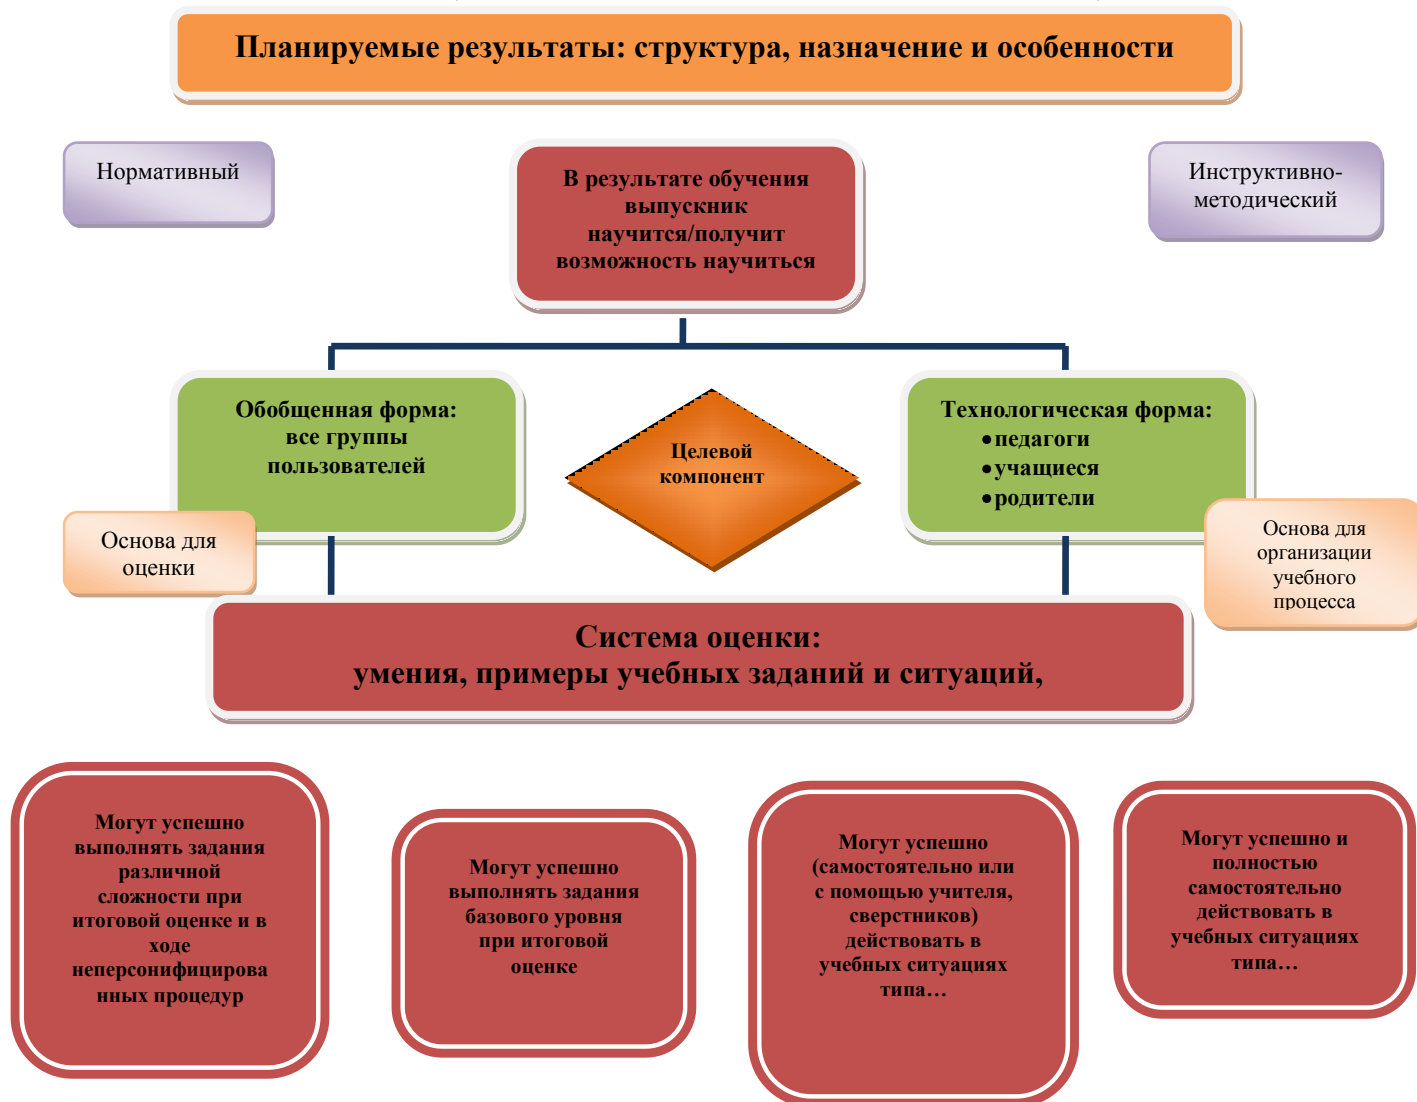 Планируемые результаты: структура, назначение и особенности
Нормативный
В результате обучения
выпускник
научится/получит
возможность научиться
Инструктивно-
методический
Обобщенная форма:
все группы
пользователей
Целевой
компонент
Технологическая форма:
•педагоги
•учащиеся
•родители
Основа для
оценки
Основа для
организации
учебного
процесса
Система оценки:
умения, примеры учебных заданий и ситуаций,
Могут успешно
выполнять задания
различной
сложности при
итоговой оценке и в
ходе
неперсонифицирова
нных процедур
Могут успешно
выполнять задания
базового уровня
при итоговой
оценке
Могут успешно
(самостоятельно или
с помощью учителя,
сверстников)
действовать в
учебных ситуациях
типа…
Могут успешно и
полностью
самостоятельно
действовать в
учебных ситуациях
типа…